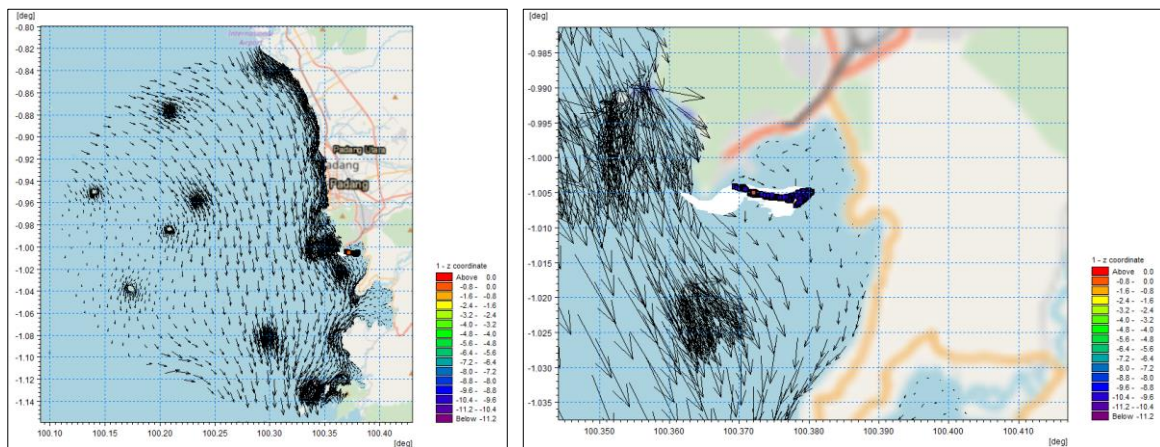 [deg]
-0.80
-0.82
-0.84
-0.86
-0.88
-0.90
-0.92
-0.94
-0.96
-0.98
-1.00
-1.02
-1.04
-1.06
-1.08
-1.10
-1.12
-1.14
100.10
100.15
100.20
100.25
100.30
100.35
100.40
[deg]
International
Airport
Padang Utara
adang
Padang
1 - z coordinate
Above 0.0
-0.8 - 0.0
-1.6 - -0.8
-2.4 - -1.6
-3.2 - -2.4
-4.0 - -3.2
-4.8 - -4.0
-5.6 - -4.8
-6.4 - -5.6
-7.2 - -6.4
-8.0 - -7.2
-8.8 - -8.0
-9.6 - -8.8
-10.4 - -9.6
-11.2 - -10.4
Below -11.2
[deg]
-0.985
-0.990
-0.995
-1.000
-1.005
-1.010
-1.015
-1.020
-1.025
-1.030
-1.035
100.350
100.360
100.370
100.380
100.390
100.400
100.410
[deg]
1 - z coordinate
Above 0.0
-0.8 - 0.0
-1.6 - -0.8
-2.4 - -1.6
-3.2 - -2.4
-4.0 - -3.2
-4.8 - -4.0
-5.6 - -4.8
-6.4 - -5.6
-7.2 - -6.4
-8.0 - -7.2
-8.8 - -8.0
-9.6 - -8.8
-10.4 - -9.6
-11.2 - -10.4
Below -11.2